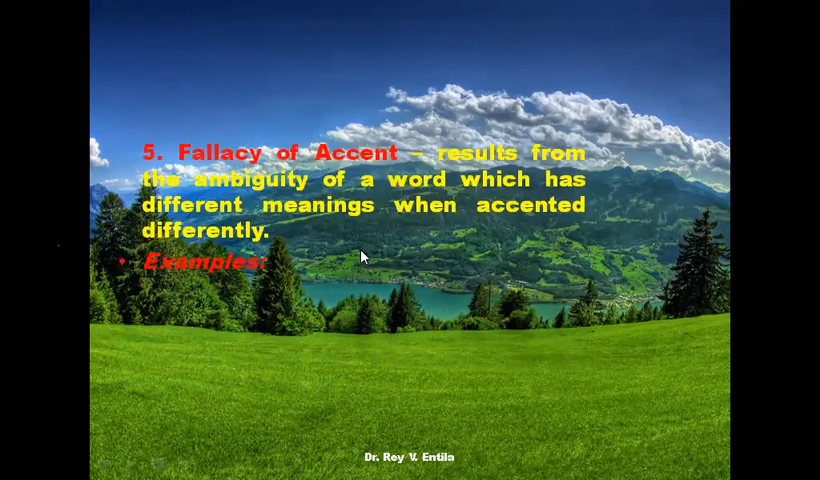 5. Fallacy of Accent – results from
the ambiguity of a word which has
different meanings when accented
differently.
• Examples:
Dr. Rey V. Entila